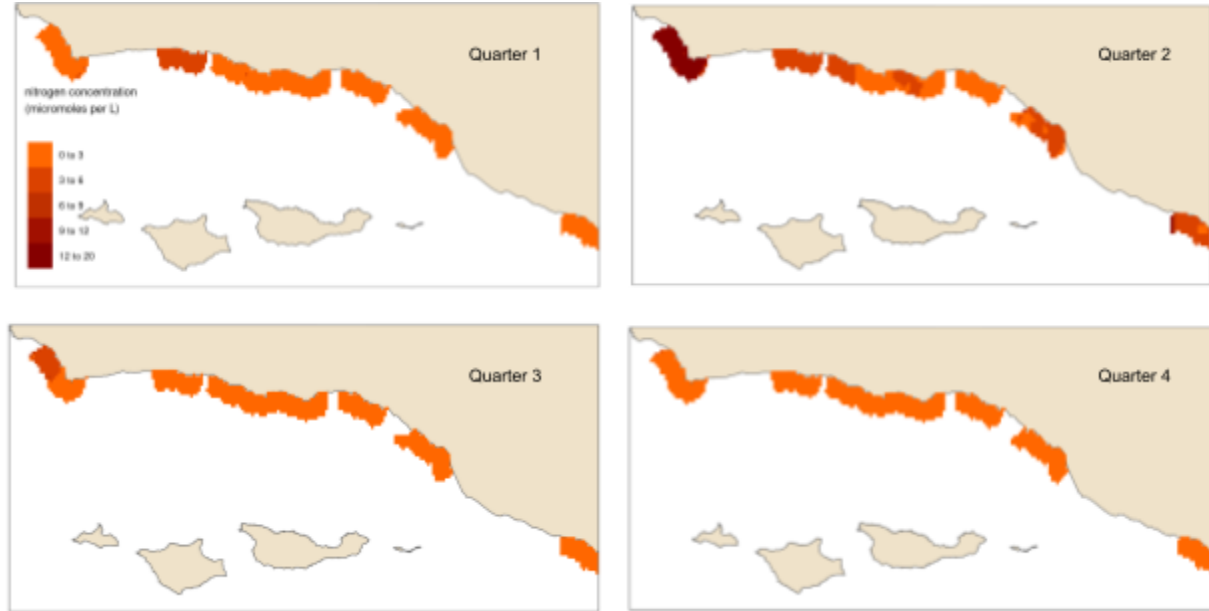 Quarter 1
Quarter 2
nitrogen concentration
(micromoles per L)
0 to 3
3 to 6
6 to 9
9 to 12
12 to 20
Quarter 3
Quarter 4